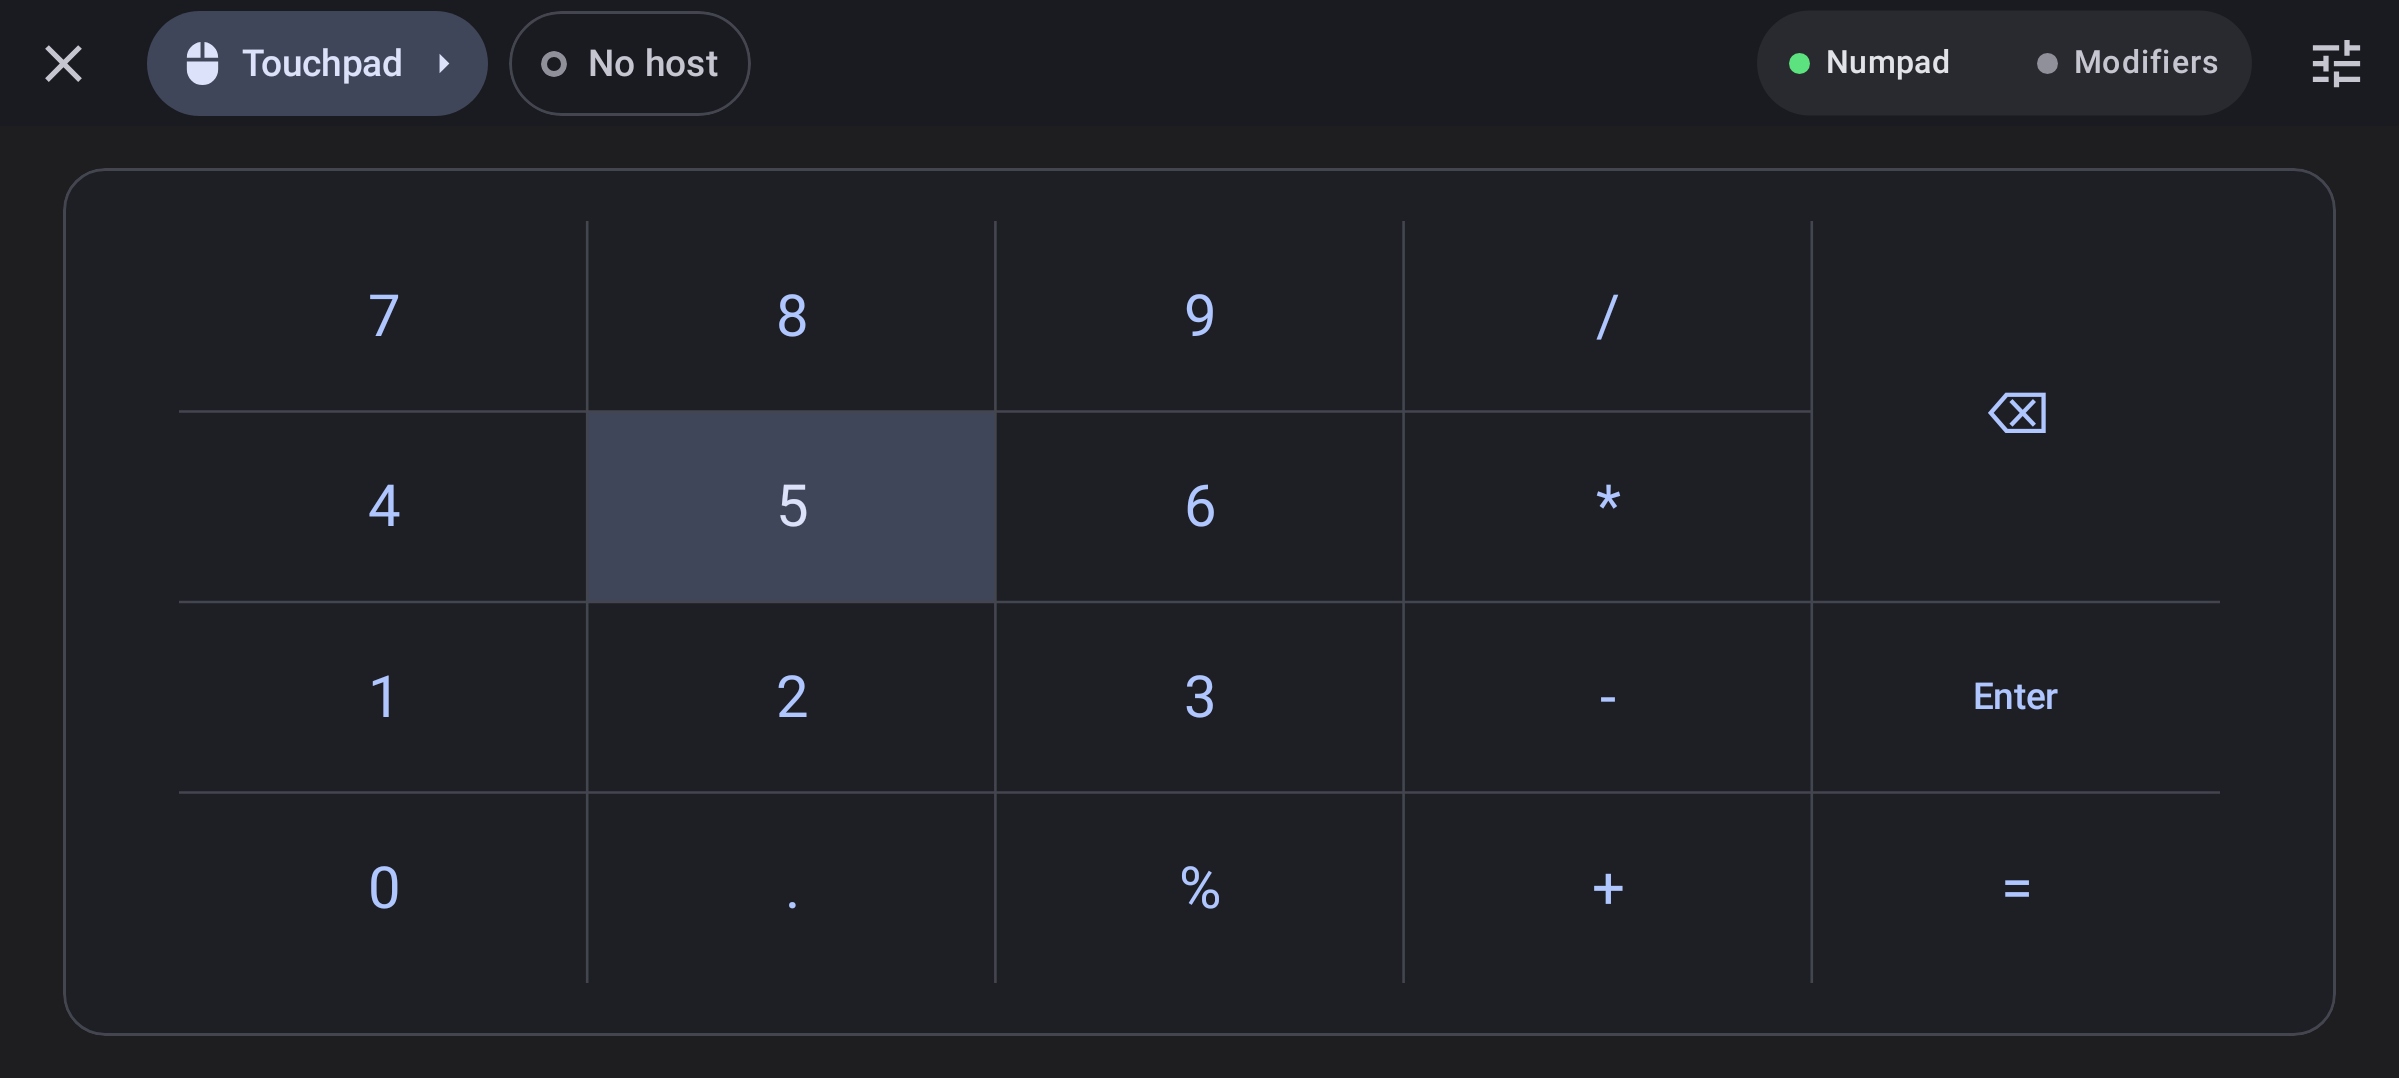 Touchpad No host Numpad Modifiers
7 8 9 /
4 5 6 *
1 2 3 - Enter
0 . % + =